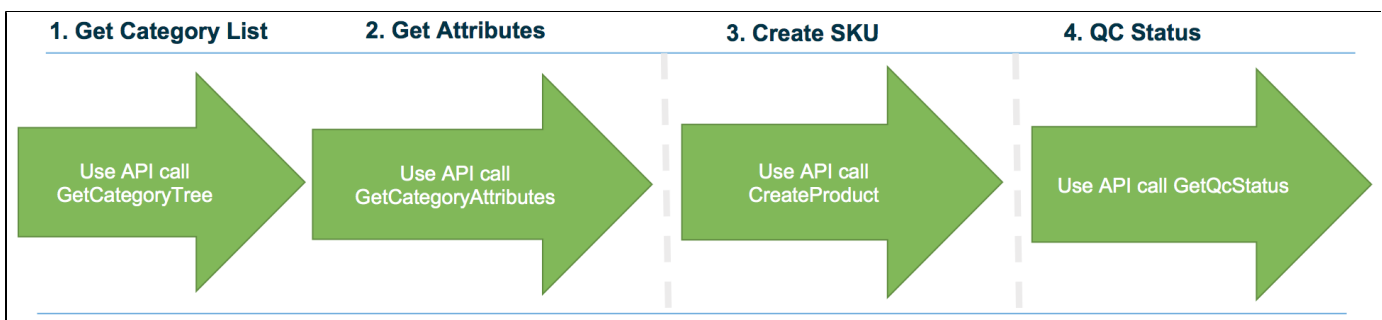 1. Get Category List
2. Get Attributes
3. Create SKU
4. QC Status
Use API call
GetCategoryTree
Use API call
GetCategoryAttributes
Use API call
CreateProduct
Use API call GetQcStatus